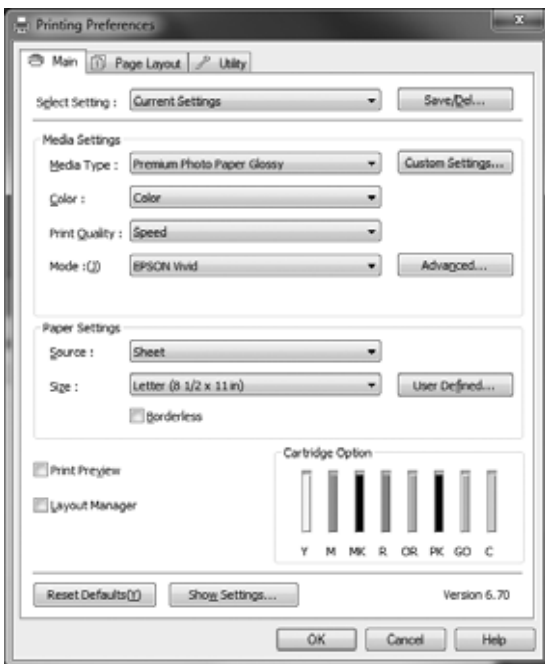 Printing Preferences
x
Main Page Layout Utility
Select Setting : Current Settings Save/Del...
Media Settings
Media Type : Premium Photo Paper Glossy Custom Settings...
Color : Color
Print Quality : Speed
Mode :(J) EPSON Vivid Advanced...
Paper Settings
Source : Sheet
Size : Letter (8 1/2 x 11 in) User Defined...
Borderless
Cartridge Option
Print Preview
Layout Manager
Y M MK R OR PK GO C
Reset Defaults(Y) Show Settings... Version 6.70
OK Cancel Help